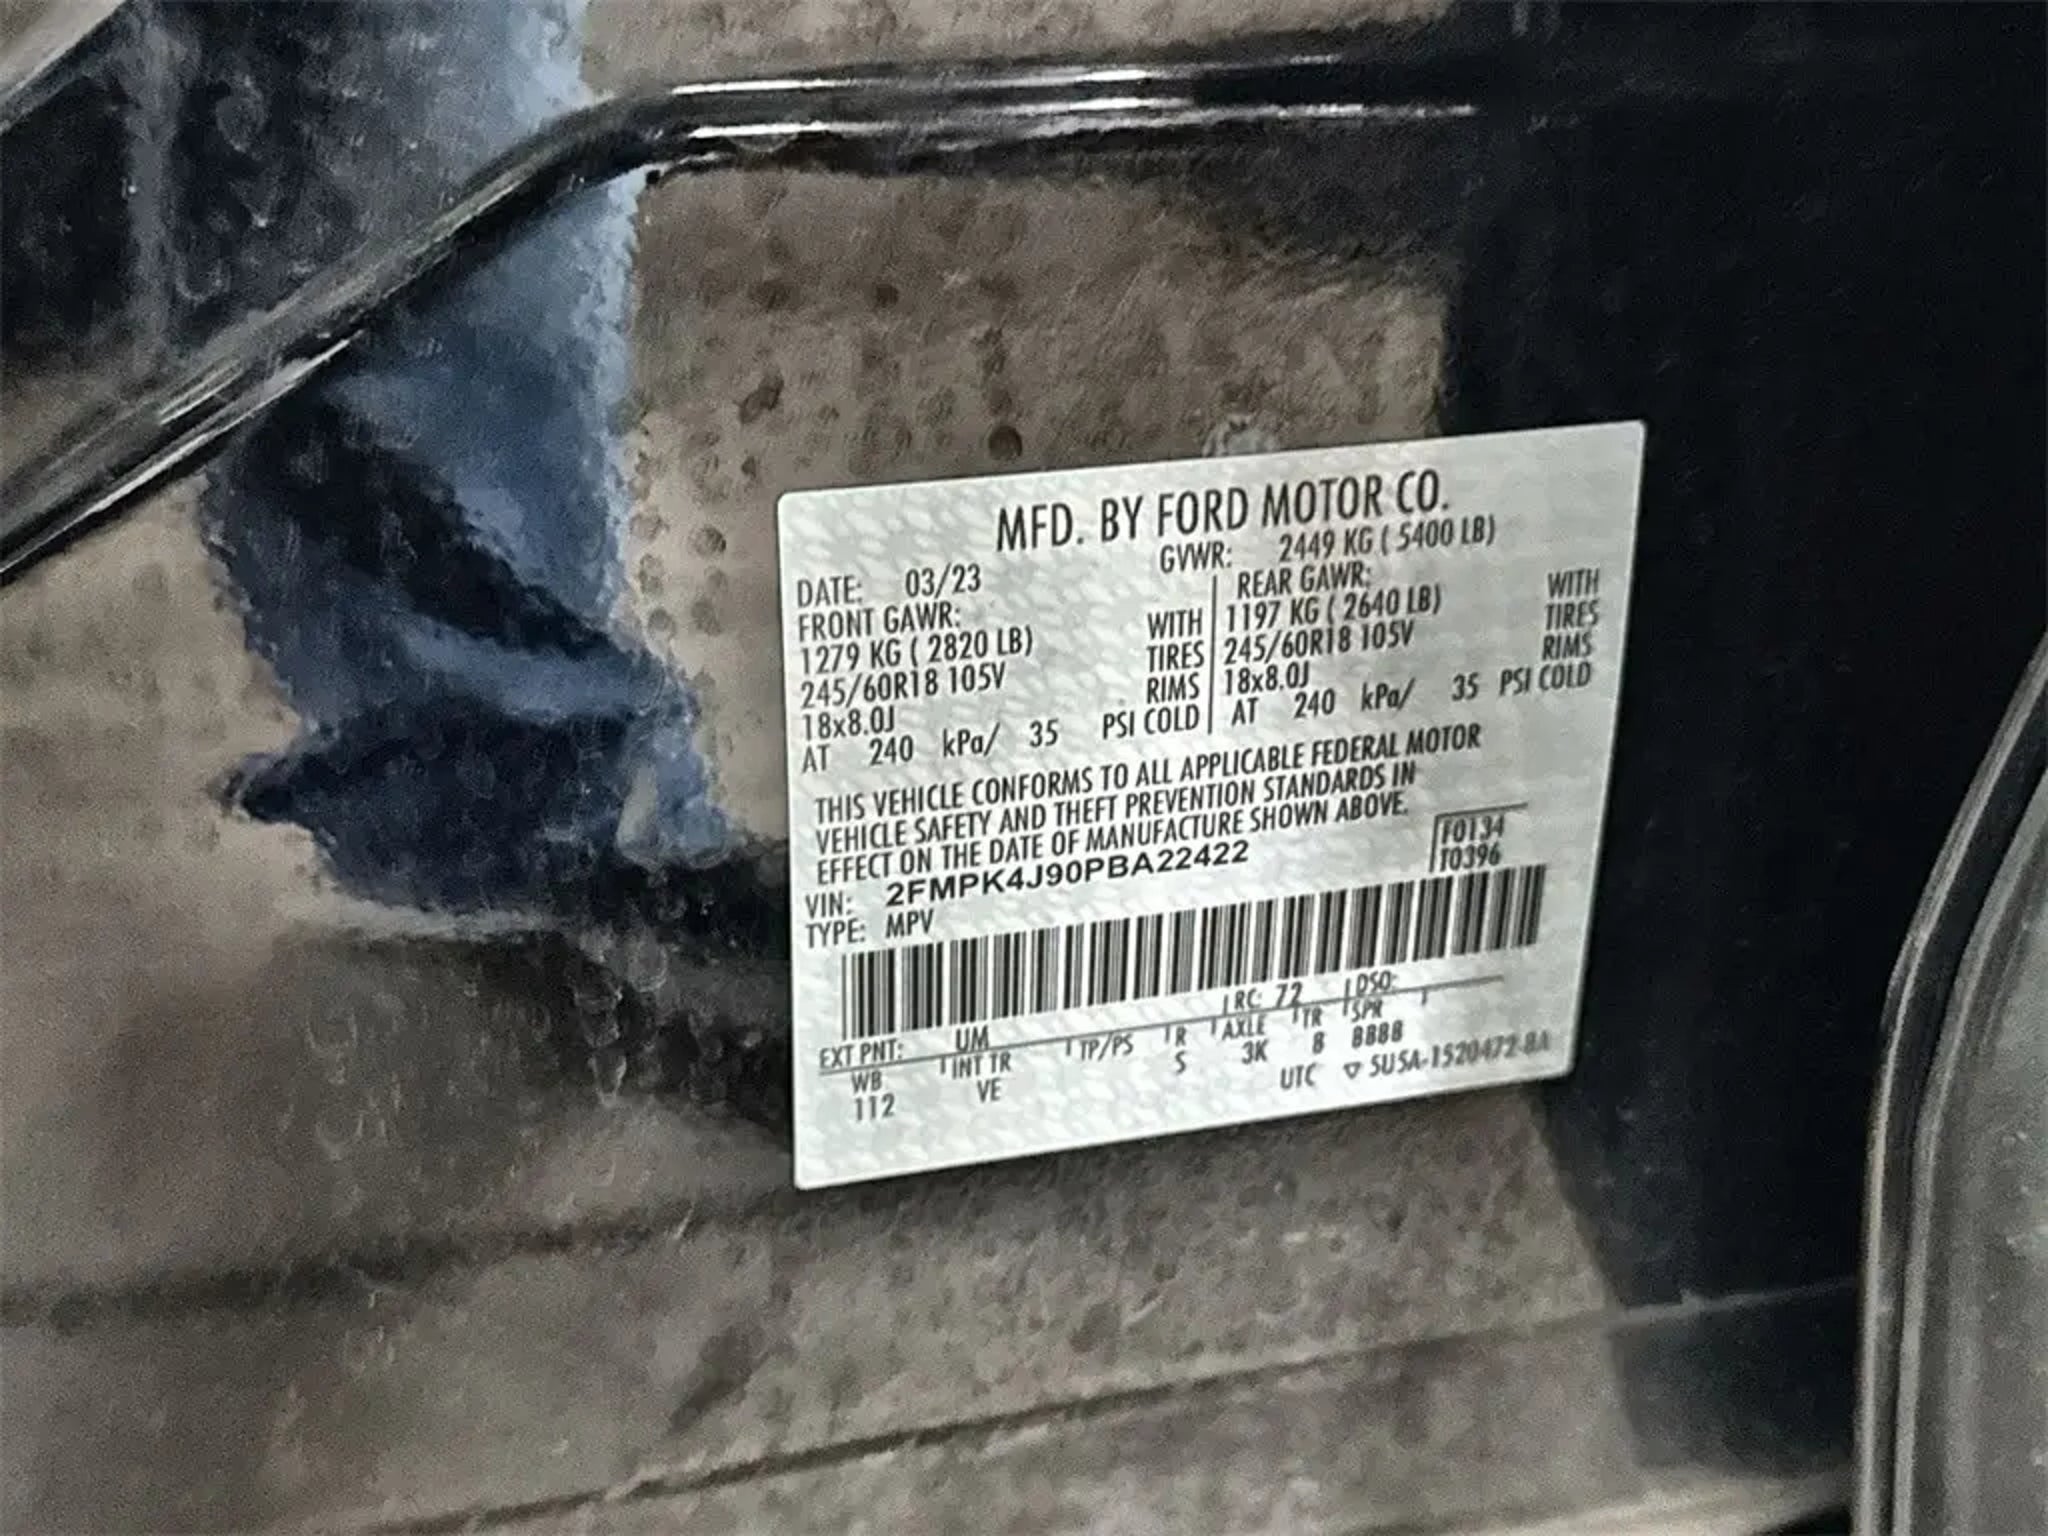 MFD. BY FORD MOTOR CO.
DATE: 03/23 GVWR: 2449 KG ( 5400 LB)
FRONT GAWR: REAR GAWR:
1279 KG ( 2820 LB) WITH 1197 KG ( 2640 LB) WITH
245/60R18 105V TIRES 245/60R18 105V TIRES
18x8.0J RIMS 18x8.0J RIMS
AT 240 kPa/ 35 PSI COLD AT 240 kPa/ 35 PSI COLD
THIS VEHICLE CONFORMS TO ALL APPLICABLE FEDERAL MOTOR
VEHICLE SAFETY AND THEFT PREVENTION STANDARDS IN
EFFECT ON THE DATE OF MANUFACTURE SHOWN ABOVE.
VIN: 2FMPK4J90PBA22422 F0134
TYPE: MPV T0396
EXT PNT: UM RC: 72 DSO:
WB INT TR TP/PS R AXLE TR SPR
112 VE S 3K B BBBB
UTC ▽ 5U5A-1520472-BA